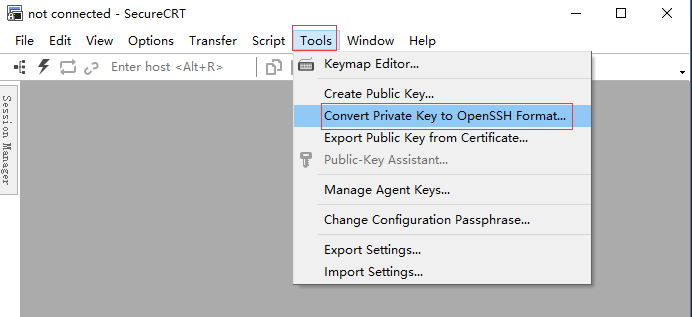 not connected - SecureCRT
File Edit View Options Transfer Script Tools Window Help
Enter host <Alt+R>
Session Manager
Keymap Editor...
Create Public Key...
Convert Private Key to OpenSSH Format...
Export Public Key from Certificate...
Public-Key Assistant...
Manage Agent Keys...
Change Configuration Passphrase...
Export Settings...
Import Settings...